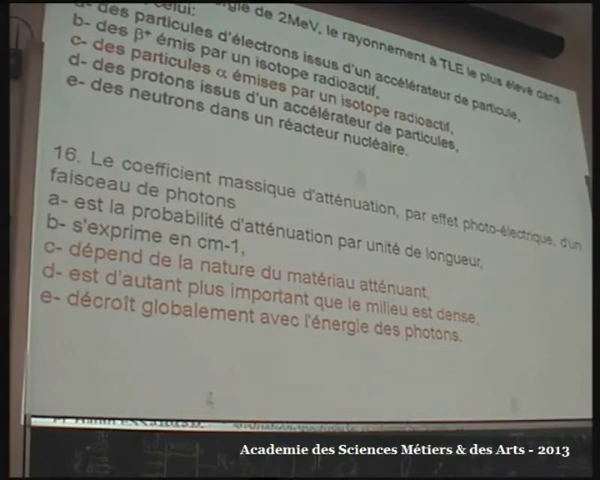 gie de 2MeV, le rayonnement à TLE le plus élevé dans
celui:
a- des particules d'électrons issus d'un accélérateur de particule,
b- des β⁺ émis par un isotope radioactif,
c- des particules α émises par un isotope radioactif,
d- des protons issus d'un accélérateur de particules,
e- des neutrons dans un réacteur nucléaire.
16. Le coefficient massique d'atténuation, par effet photo-électrique, d'un
faisceau de photons
a- est la probabilité d'atténuation par unité de longueur,
b- s'exprime en cm-1,
c- dépend de la nature du matériau atténuant,
d- est d'autant plus important que le milieu est dense,
e- décroît globalement avec l'énergie des photons.
Academie des Sciences Métiers & des Arts - 2013